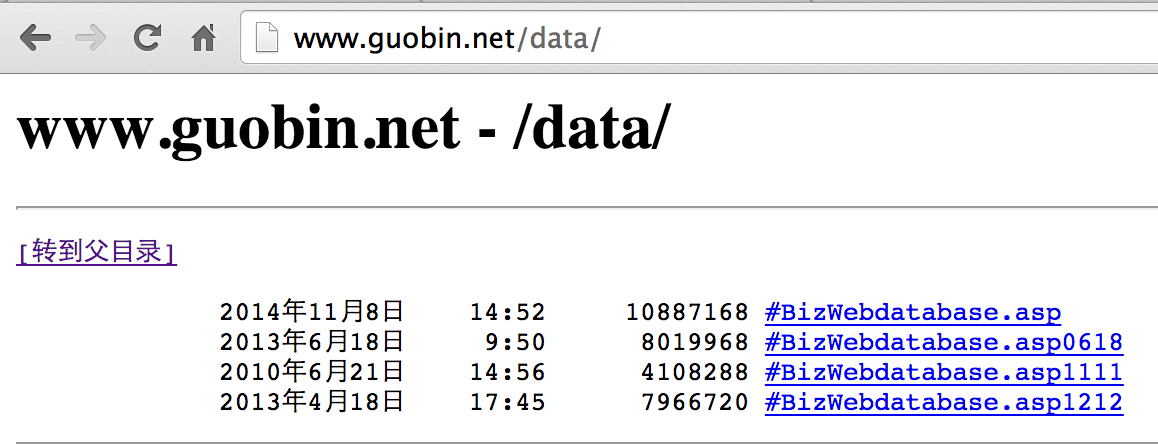 www.guobin.net/data/
www.guobin.net - /data/
[转到父目录]
2014年11月8日 14:52 10887168 #BizWebdatabase.asp
2013年6月18日 9:50 8019968 #BizWebdatabase.asp0618
2010年6月21日 14:56 4108288 #BizWebdatabase.asp1111
2013年4月18日 17:45 7966720 #BizWebdatabase.asp1212